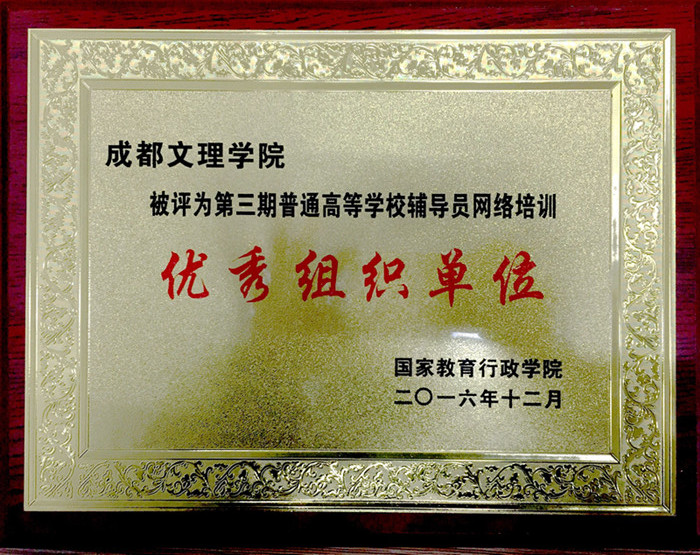 成都文理学院
被评为第三期普通高等学校辅导员网络培训
优秀组织单位
国家教育行政学院
二〇一六年十二月